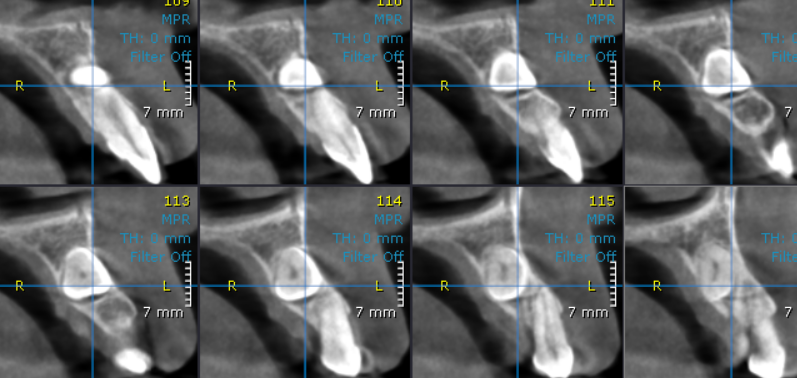 109
MPR
TH: 0 mm
Filter Off
R
L
7 mm
110
MPR
TH: 0 mm
Filter Off
R
L
7 mm
111
MPR
TH: 0 mm
Filter Off
R
L
7 mm
TH:
Filter
R
7
113
MPR
TH: 0 mm
Filter Off
R
L
7 mm
114
MPR
TH: 0 mm
Filter Off
R
L
7 mm
115
MPR
TH: 0 mm
Filter Off
R
L
7 mm
TH:
Filter
R
7